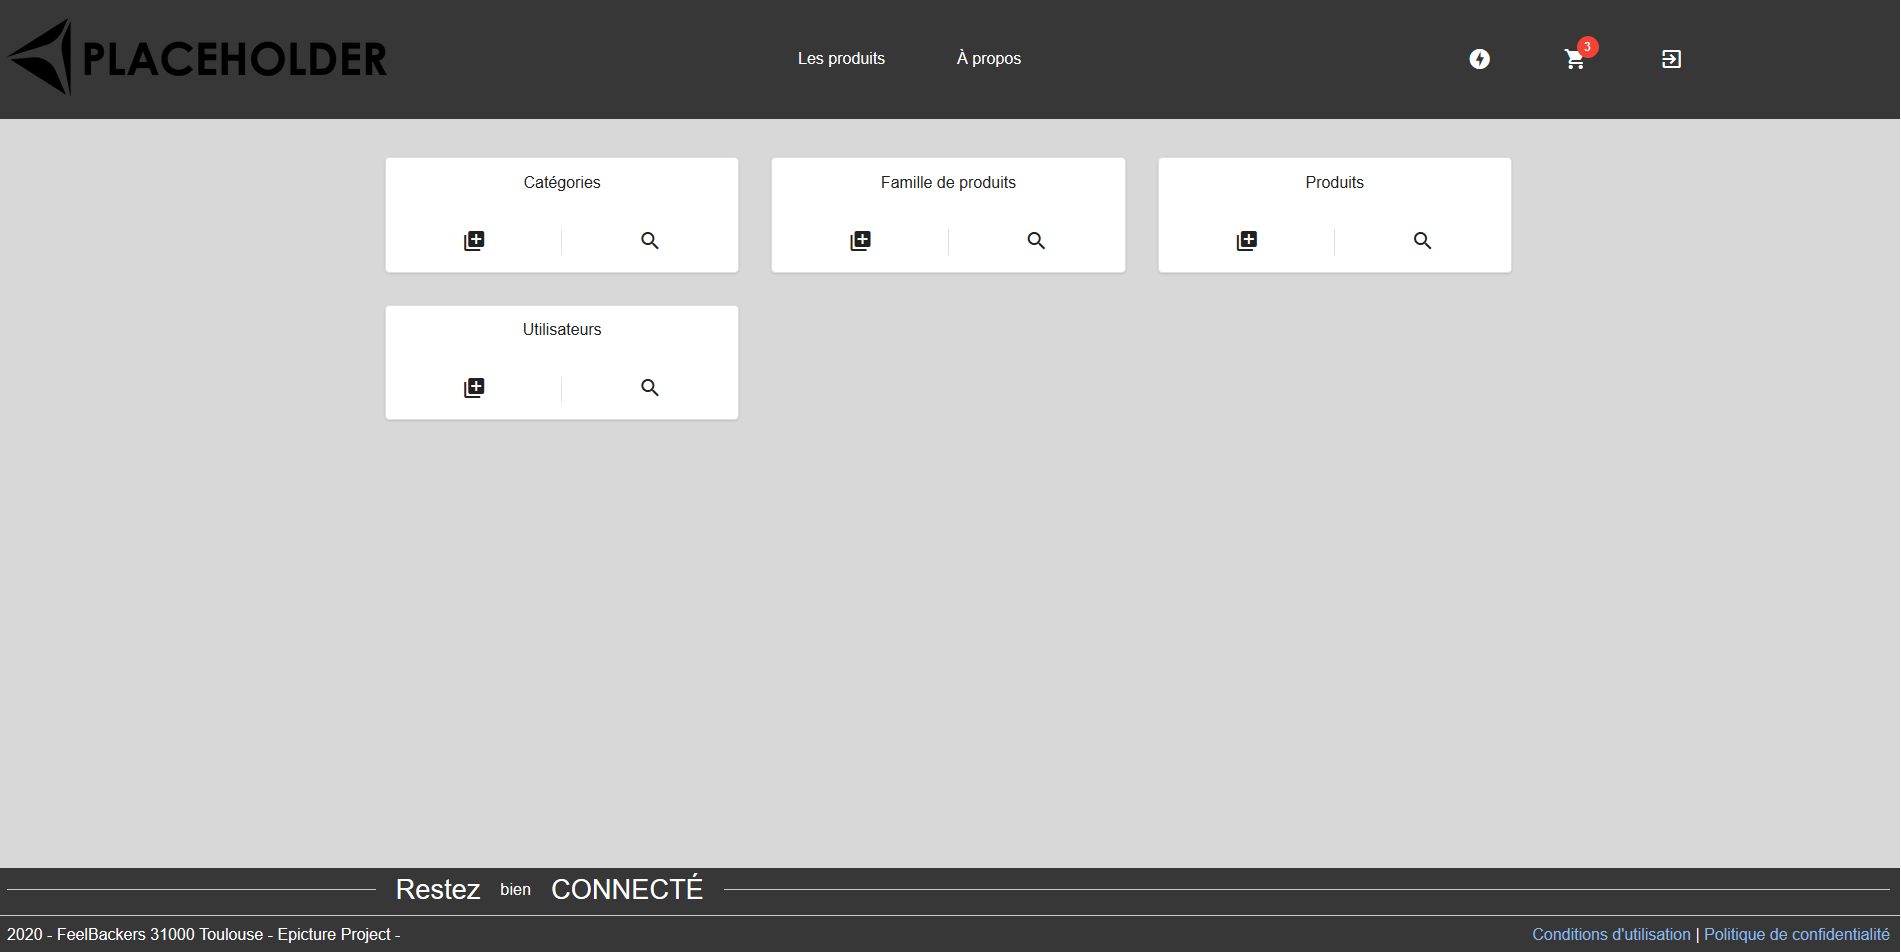 PLACEHOLDER
Les produits
À propos
3
Catégories
Famille de produits
Produits
Utilisateurs
Restez bien CONNECTÉ
2020 - FeelBackers 31000 Toulouse - Epicture Project -
Conditions d'utilisation | Politique de confidentialité